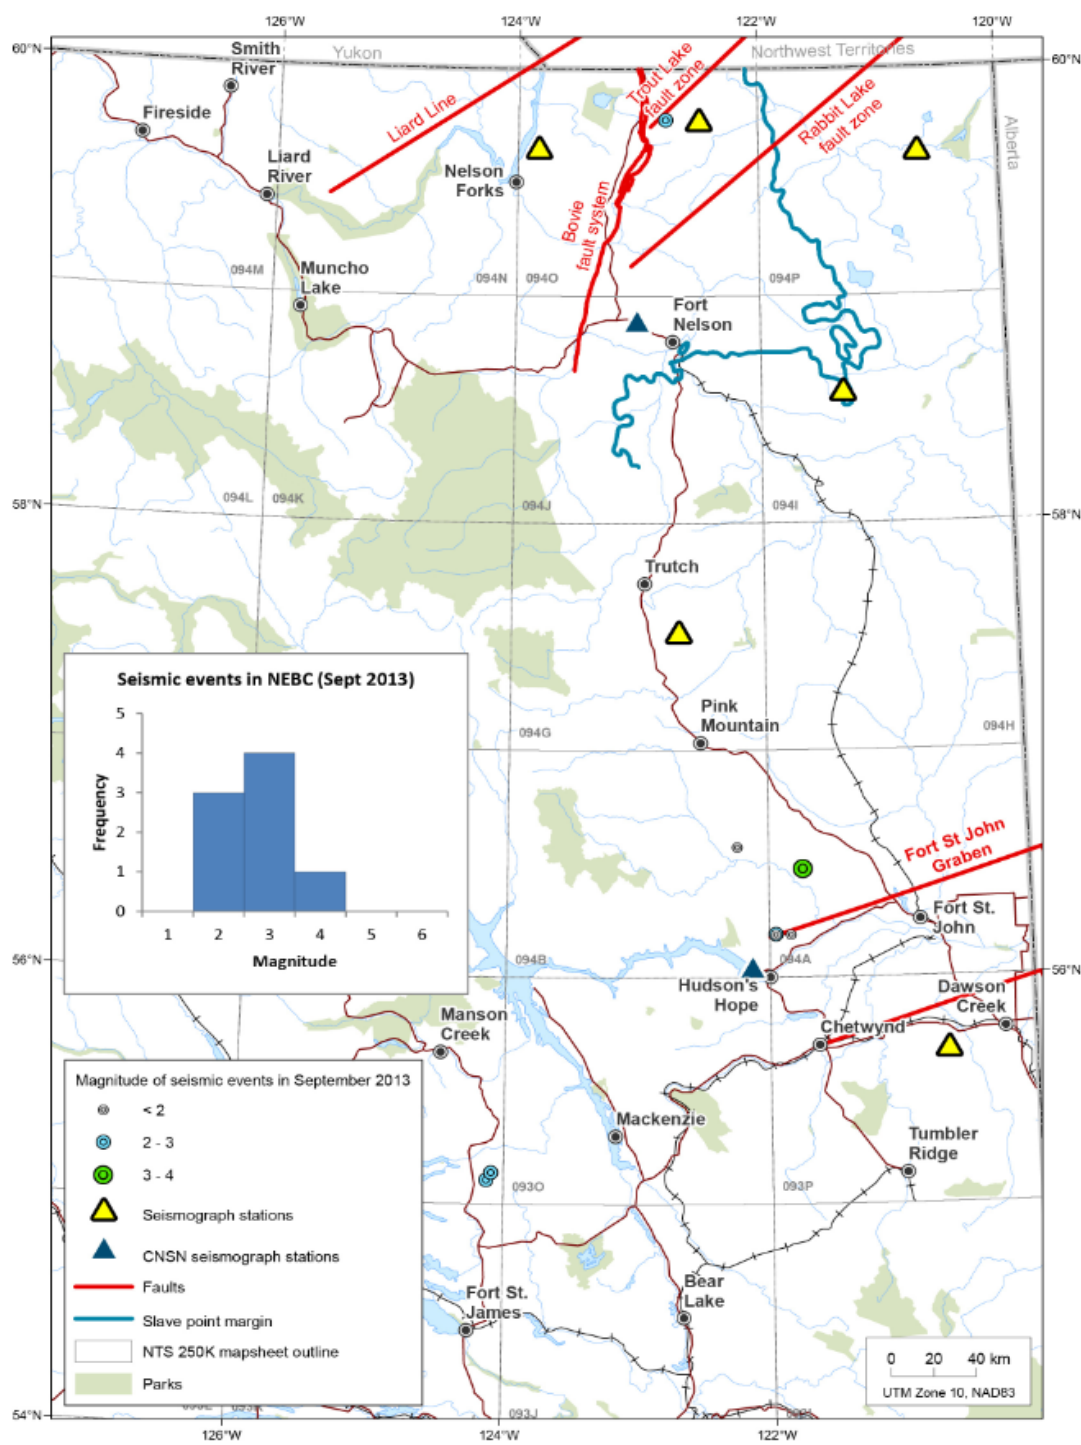 126°W
124°W
122°W
120°W
60°N
60°N
Yukon
Northwest Territories
Alberta
Smith
River
Fireside
Liard Line
Trout Lake
fault zone
Rabbit Lake
fault zone
Liard
River
Nelson
Forks
Bovie
fault system
094M
094N
094O
094P
Muncho
Lake
Fort
Nelson
58°N
58°N
094L
094K
094J
094I
Trutch
Pink
Mountain
094G
094H
Seismic events in NEBC (Sept 2013)
Frequency
5
4
3
2
1
0
1
2
3
4
5
6
Magnitude
Fort St John
Graben
Fort St.
John
56°N
56°N
094B
094A
Hudson's
Hope
Dawson
Creek
Manson
Creek
Chetwynd
Mackenzie
Tumbler
Ridge
093O
093P
Magnitude of seismic events in September 2013
< 2
2 - 3
3 - 4
Seismograph stations
CNSN seismograph stations
Faults
Slave point margin
NTS 250K mapsheet outline
Parks
Fort St.
James
Bear
Lake
0 20 40 km
UTM Zone 10, NAD83
54°N
093J
126°W
124°W
122°W